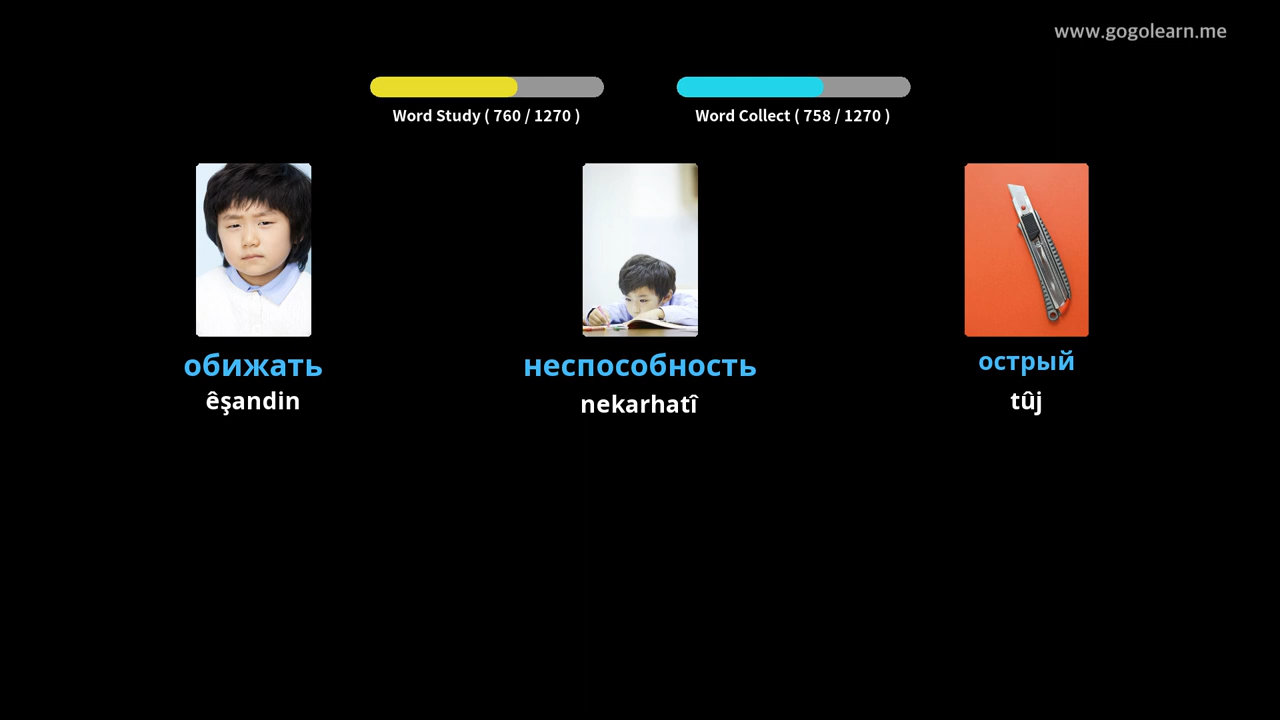 www.gogolearn.me
Word Study ( 760 / 1270 )
Word Collect ( 758 / 1270 )
обижать
êşandin
неспособность
nekarhatî
острый
tûj